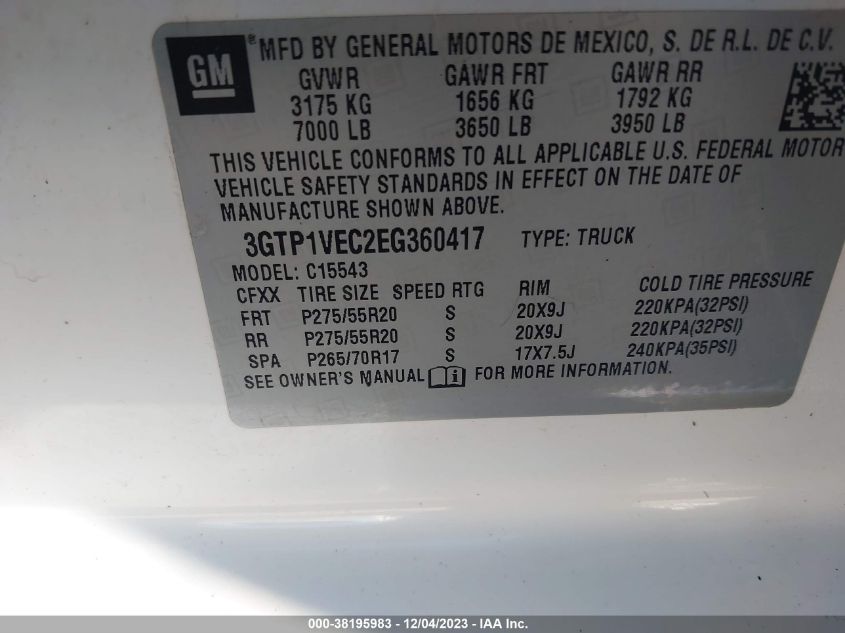 GM
® MFD BY GENERAL MOTORS DE MEXICO, S. DE R.L. DE C.V.
GVWR GAWR FRT GAWR RR
3175 KG 1656 KG 1792 KG
7000 LB 3650 LB 3950 LB
THIS VEHICLE CONFORMS TO ALL APPLICABLE U.S. FEDERAL MOTOR
VEHICLE SAFETY STANDARDS IN EFFECT ON THE DATE OF
MANUFACTURE SHOWN ABOVE.
3GTP1VEC2EG360417 TYPE: TRUCK
MODEL: C15543
CFXX TIRE SIZE SPEED RTG RIM COLD TIRE PRESSURE
FRT P275/55R20 S 20X9J 220KPA(32PSI)
RR P275/55R20 S 20X9J 220KPA(32PSI)
SPA P265/70R17 S 17X7.5J 240KPA(35PSI)
SEE OWNER'S MANUAL i FOR MORE INFORMATION.
000-38195983 - 12/04/2023 - IAA Inc.